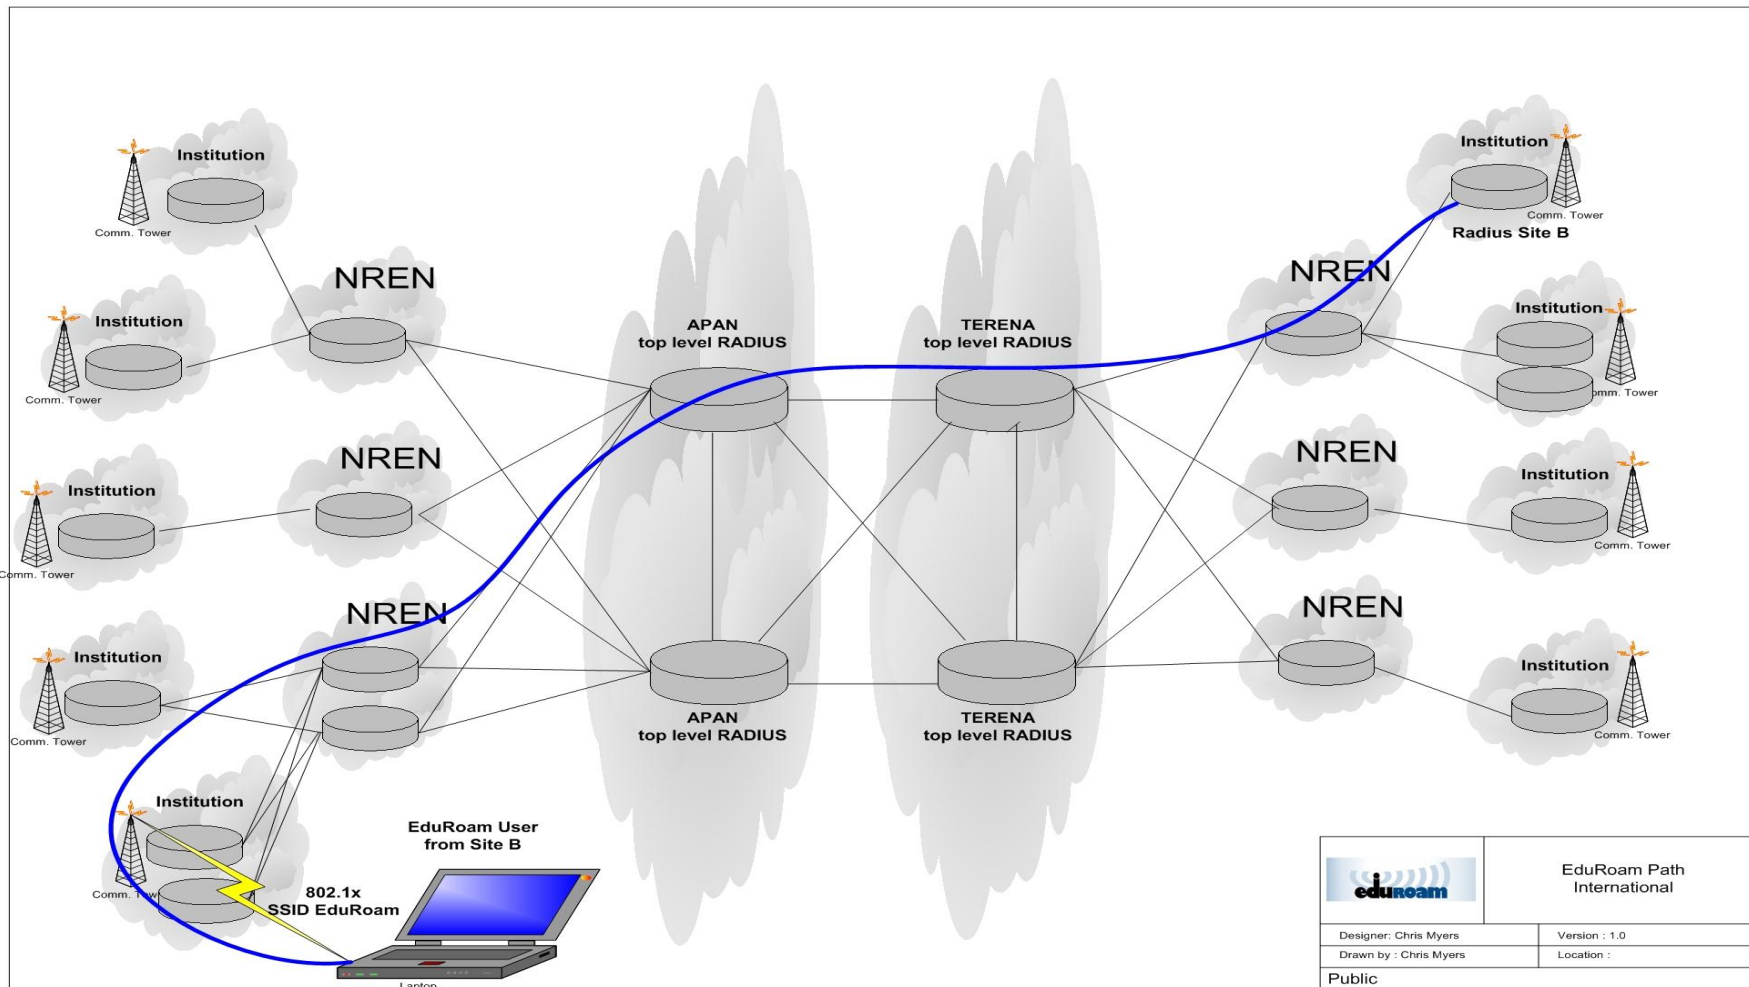 Institution
Comm. Tower
NREN
Institution
Comm. Tower
NREN
Institution
Comm. Tower
NREN
Institution
Comm. Tower
Institution
Comm. Tow
802.1x
SSID EduRoam
EduRoam User
from Site B
Laptop
APAN
top level RADIUS
TERENA
top level RADIUS
APAN
top level RADIUS
TERENA
top level RADIUS
Institution
Comm. Tower
Radius Site B
NREN
Institution
omm. Tower
NREN
Institution
Comm. Tower
NREN
Institution
Comm. Tower
eduroam
EduRoam Path
International
Designer: Chris Myers
Version : 1.0
Drawn by : Chris Myers
Location :
Public